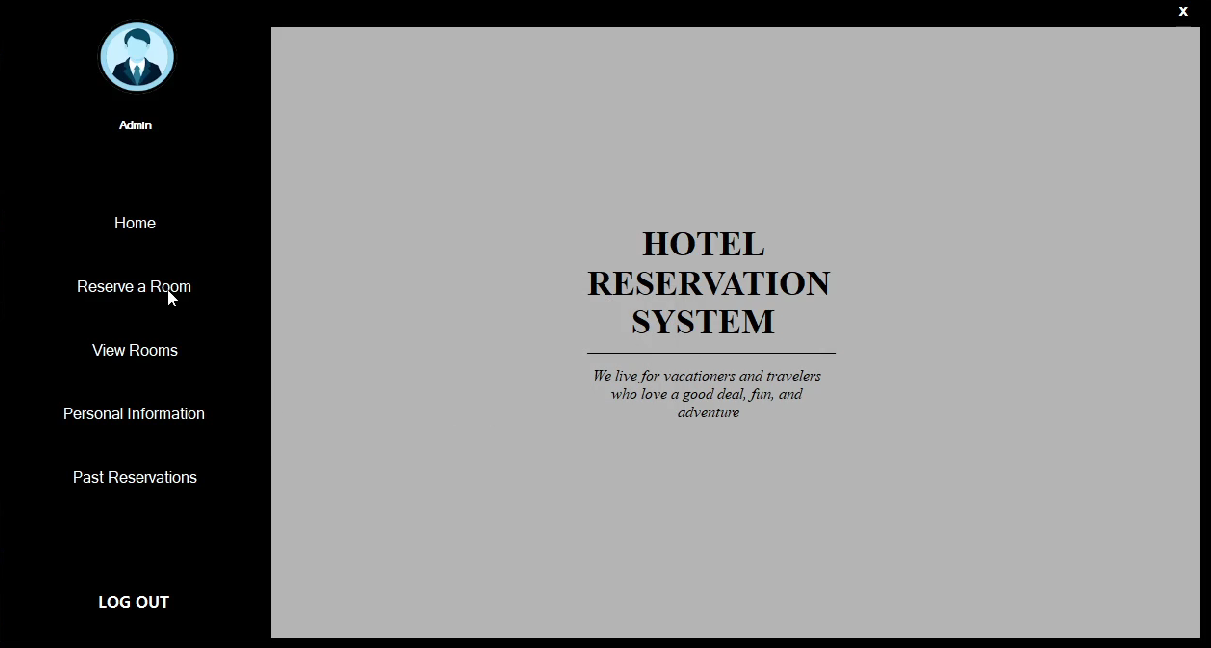 X
Admin
Home
Reserve a Room
View Rooms
Personal Information
Past Reservations
LOG OUT
HOTEL
RESERVATION
SYSTEM
We live for vacationers and travelers
who love a good deal, fun, and
adventure